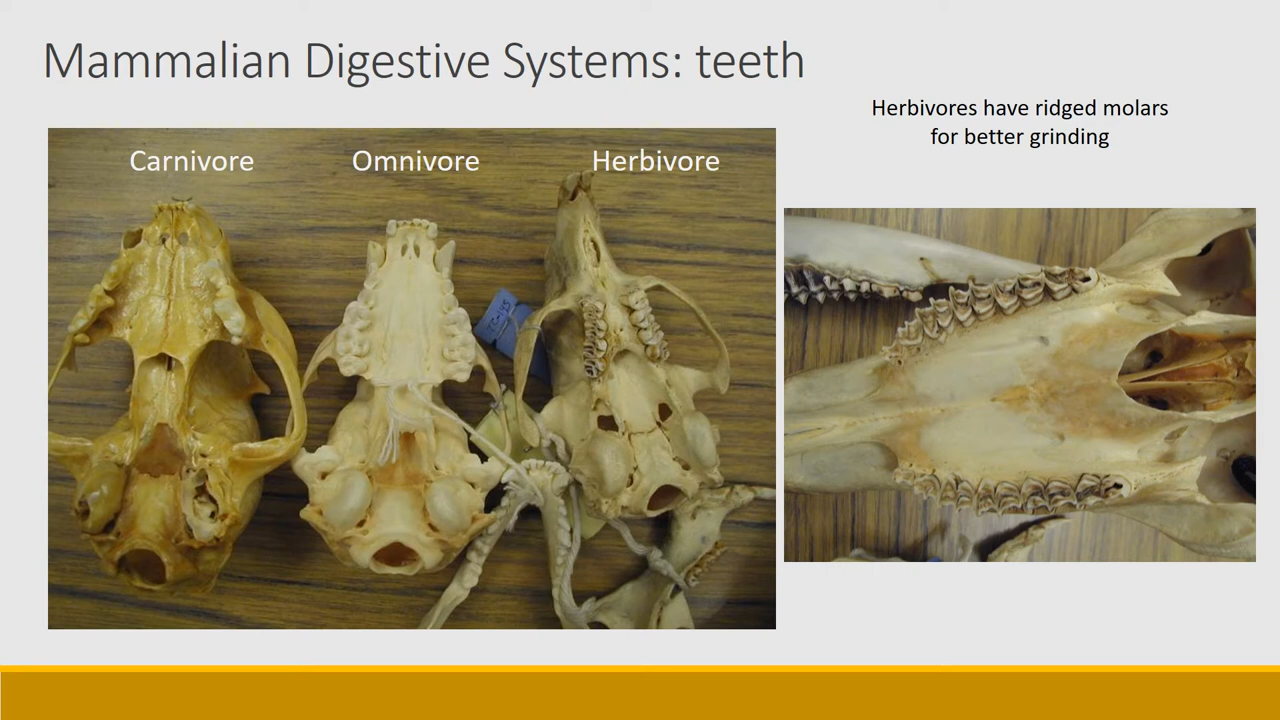 Mammalian Digestive Systems: teeth
Herbivores have ridged molars
for better grinding
Carnivore Omnivore Herbivore